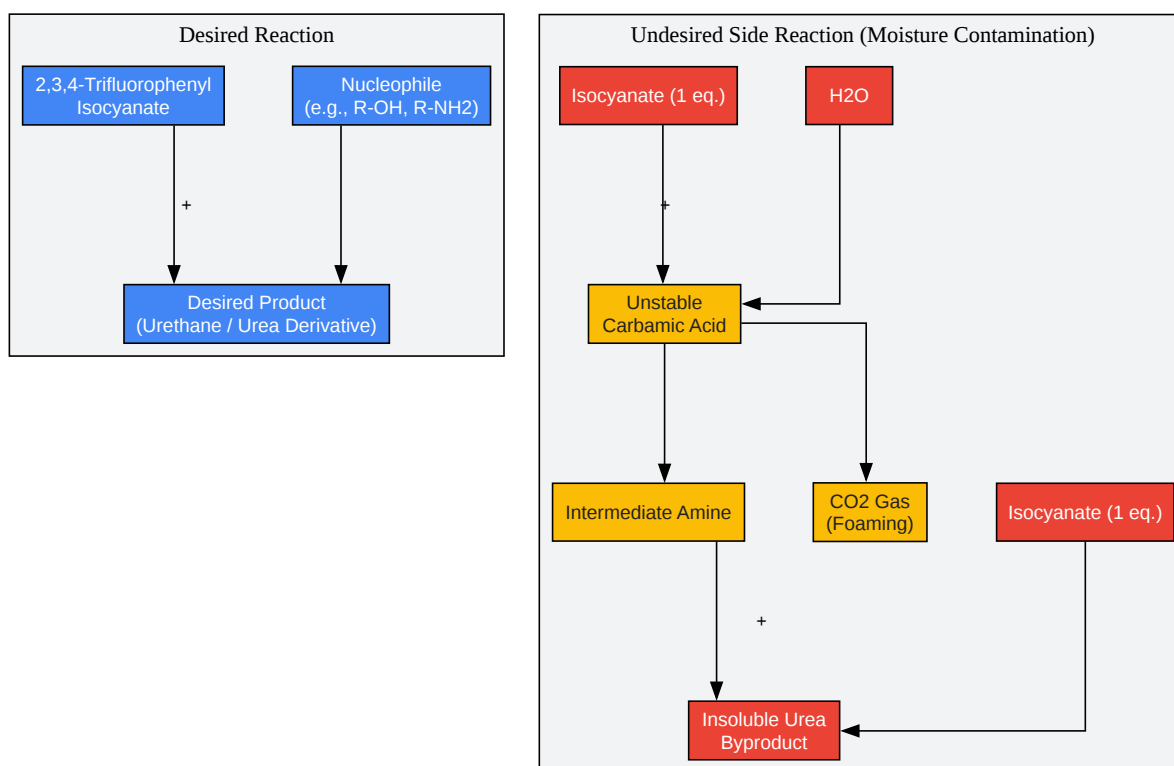 Desired Reaction
2,3,4-Trifluorophenyl
Isocyanate
Nucleophile
(e.g., R-OH, R-NH2)
+
Desired Product
(Urethane / Urea Derivative)
Undesired Side Reaction (Moisture Contamination)
Isocyanate (1 eq.)
H2O
+
Unstable
Carbamic Acid
Intermediate Amine
CO2 Gas
(Foaming)
Isocyanate (1 eq.)
+
Insoluble Urea
Byproduct